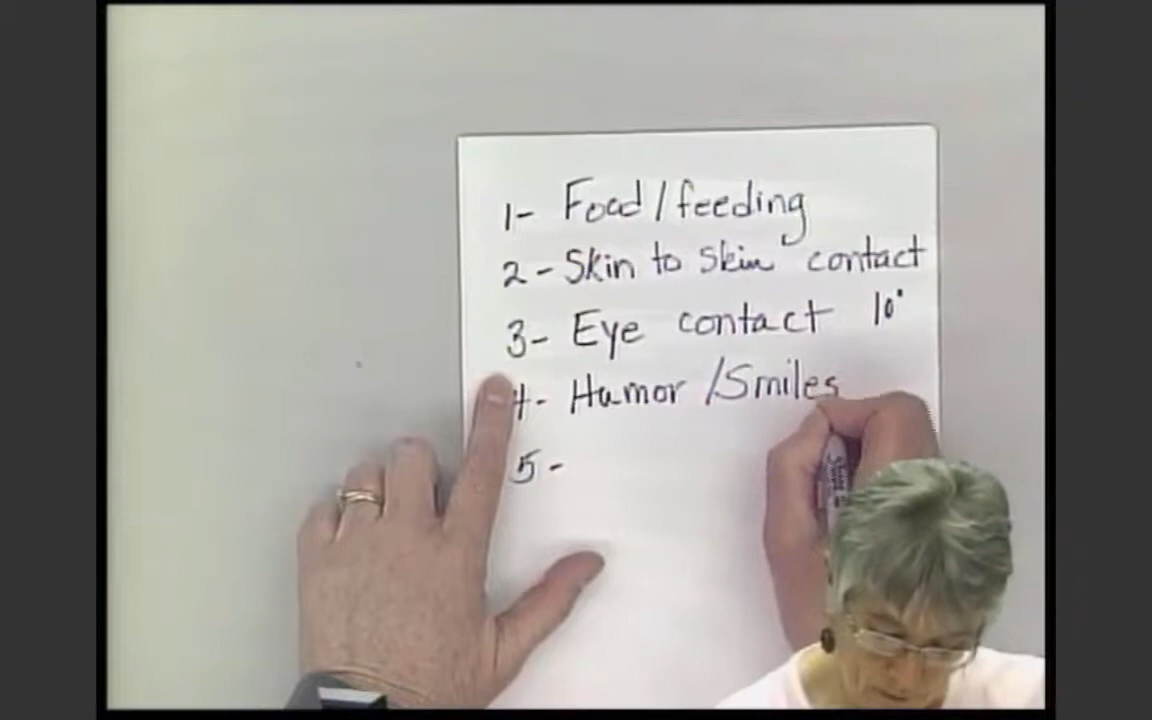 1- Food/feeding
2- Skin to skin contact
3- Eye contact 10"
4- Humor /Smiles
5-